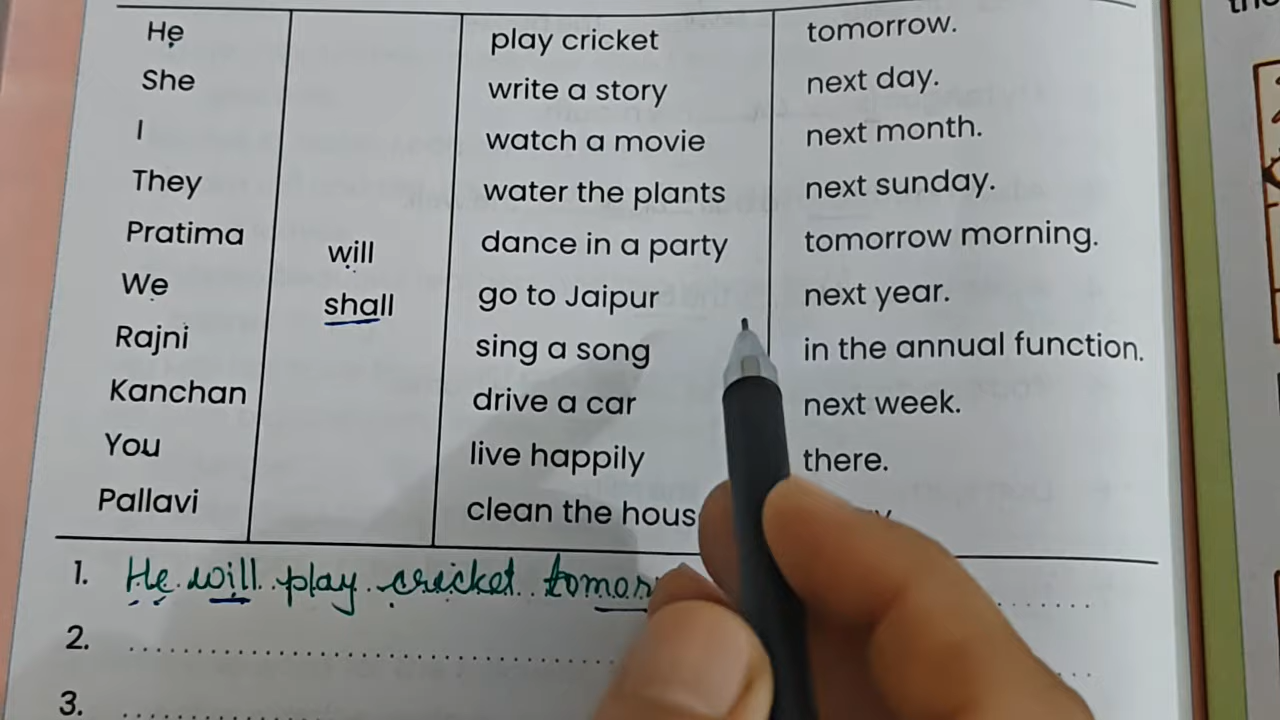 He play cricket tomorrow.
She write a story next day.
I watch a movie next month.
They water the plants next sunday.
Pratima will dance in a party tomorrow morning.
We shall go to Jaipur next year.
Rajni sing a song in the annual function.
Kanchan drive a car next week.
You live happily there.
Pallavi clean the hous
1. He will play cricket tomor
2.
3.